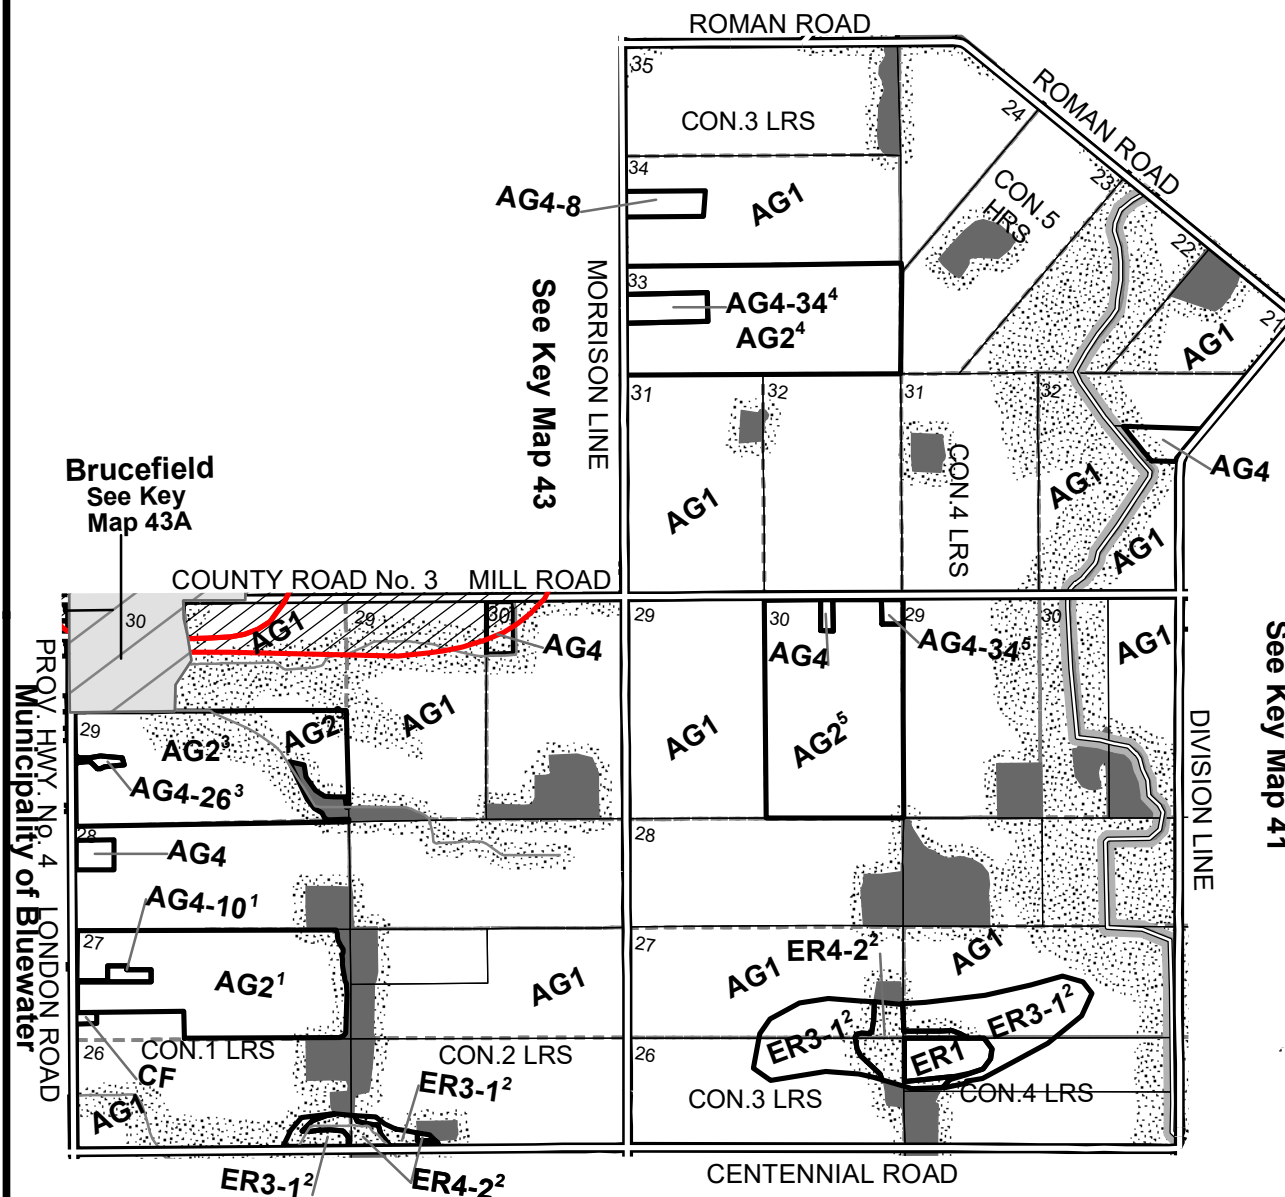 ROMAN ROAD
35
CON.3 LRS
24
ROMAN ROAD
34
AG4-8
AG1
CON.5
HRS
23
22
21
AG1
MORRISON LINE
See Key Map 43
33
AG4-34⁴
AG2⁴
31
32
31
32
CON.4 LRS
AG1
AG1
AG4
AG1
Brucefield
See Key
Map 43A
COUNTY ROAD No. 3
MILL ROAD
30
AG1
29
30
AG4
29
30
AG4
29
AG4-34⁵
30
AG1
See Key Map 41
DIVISION LINE
PROV. HWY. No. 4
LONDON ROAD
Municipality of Bluewater
29
AG2³
AG2³
AG1
AG1
AG2⁵
AG4-26³
28
AG4
28
AG4-10¹
27
AG2¹
AG1
27
AG1
ER4-2²
AG1
ER3-1²
ER3-1²
ER1
26
CON.1 LRS
CON.2 LRS
26
CF
ER3-1²
CON.3 LRS
CON.4 LRS
AG1
ER3-1²
ER4-2²
CENTENNIAL ROAD